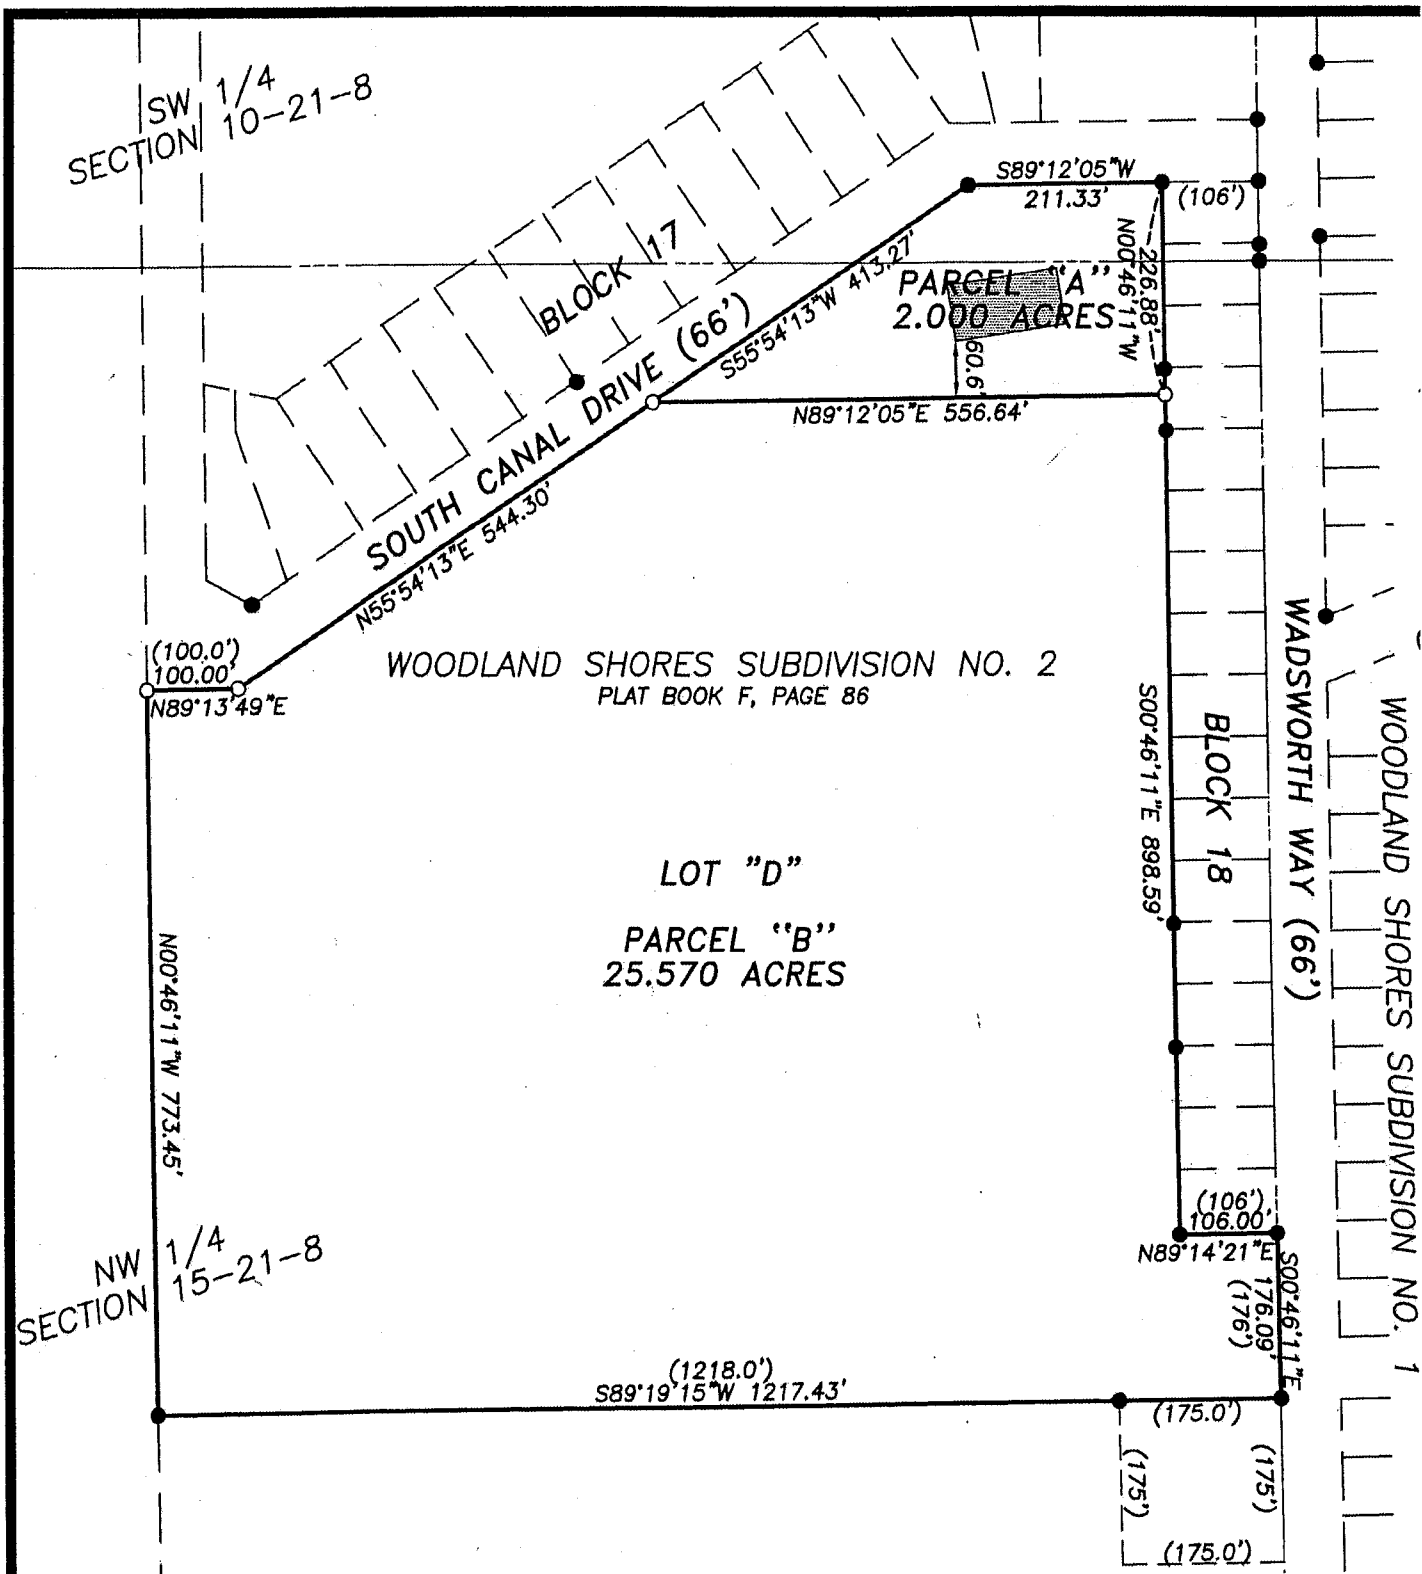 SW 1/4
SECTION 10-21-8
BLOCK 17
SOUTH CANAL DRIVE (66')
S89°12'05"W
211.33'
(106')
N00°46'11"W
226.88'
S55°54'13"W 413.27'
PARCEL "A"
2.000 ACRES
60.6'
N89°12'05"E 556.64'
N55°54'13"E 544.30'
(100.0')
100.00'
N89°13'49"E
WOODLAND SHORES SUBDIVISION NO. 2
PLAT BOOK F, PAGE 86
LOT "D"
PARCEL "B"
25.570 ACRES
S00°46'11"E 898.59'
BLOCK 18
WADSWORTH WAY (66')
WOODLAND SHORES SUBDIVISION NO. 1
N00°46'11"W 773.45'
NW 1/4
SECTION 15-21-8
(106')
106.00'
N89°14'21"E
S00°46'11"E
176.09'
(176')
(1218.0')
S89°19'15"W 1217.43'
(175.0')
(175')
(175')
(175.0')